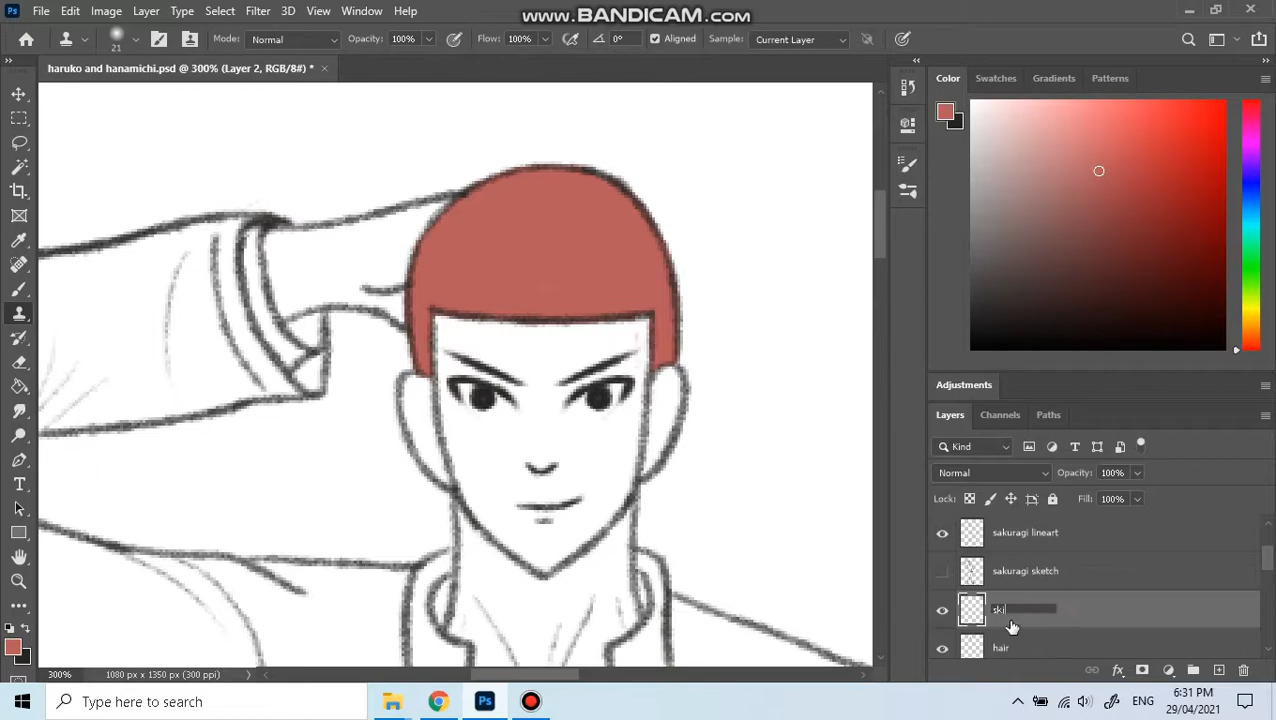 www.BANDICAM.com
Ps File Edit Image Layer Type Select Filter 3D View Window Help
21 Mode: Normal Opacity: 100% Flow: 100% 0° Aligned Sample: Current Layer
haruko and hanamichi.psd @ 300% (Layer 2, RGB/8#) *
Color Swatches Gradients Patterns
Adjustments
Layers Channels Paths
Kind
Normal Opacity: 100%
Lock: Fill: 100%
sakuragi lineart
sakuragi sketch
ski
hair
300% 1080 px x 1350 px (300 ppi)
Type here to search
Ps
ENG
29/04/2021